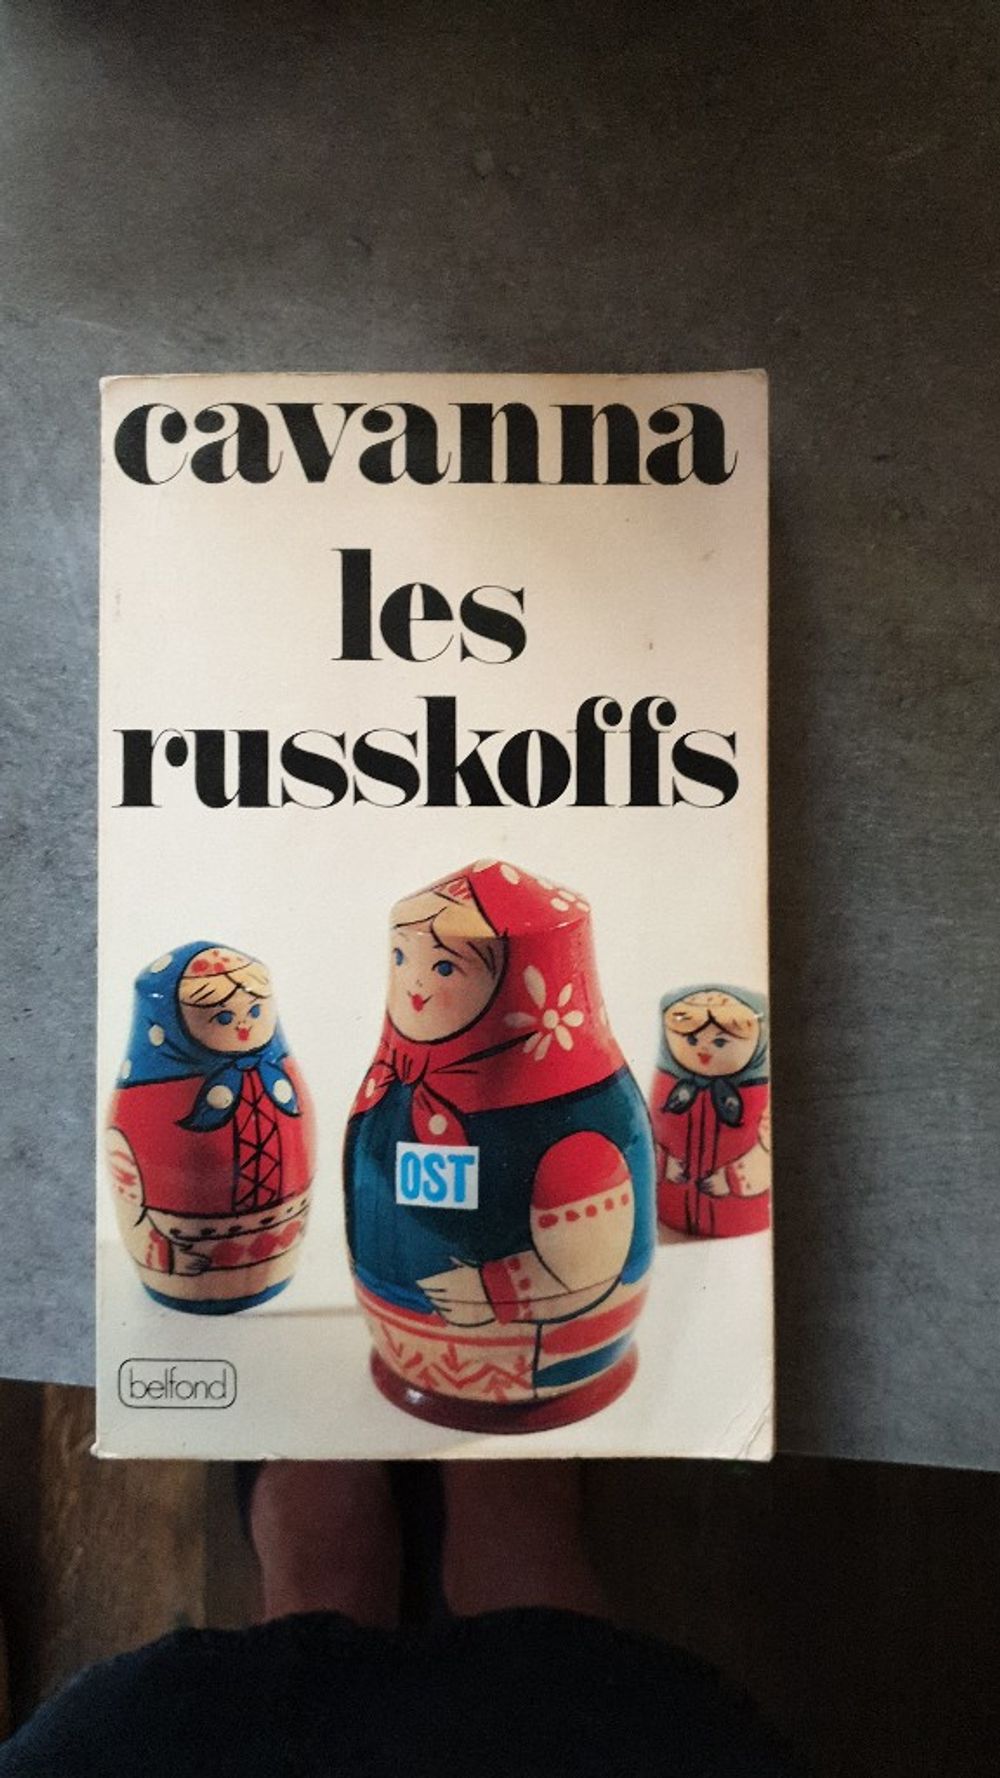 cavanna
les
russkoffs
OST
belfond